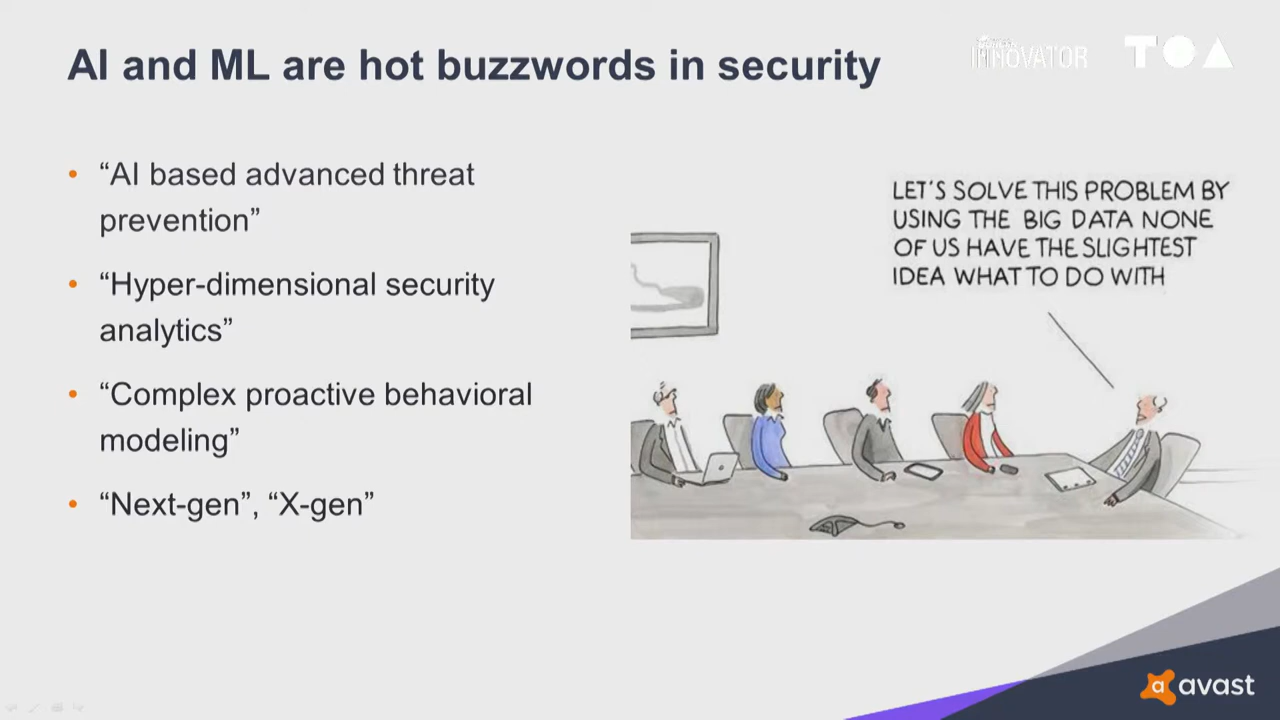 AI and ML are hot buzzwords in security
INNOVATOR
TOA
“AI based advanced threat
prevention”
“Hyper-dimensional security
analytics”
“Complex proactive behavioral
modeling”
“Next-gen”, “X-gen”
LET'S SOLVE THIS PROBLEM BY
USING THE BIG DATA NONE
OF US HAVE THE SLIGHTEST
IDEA WHAT TO DO WITH
avast